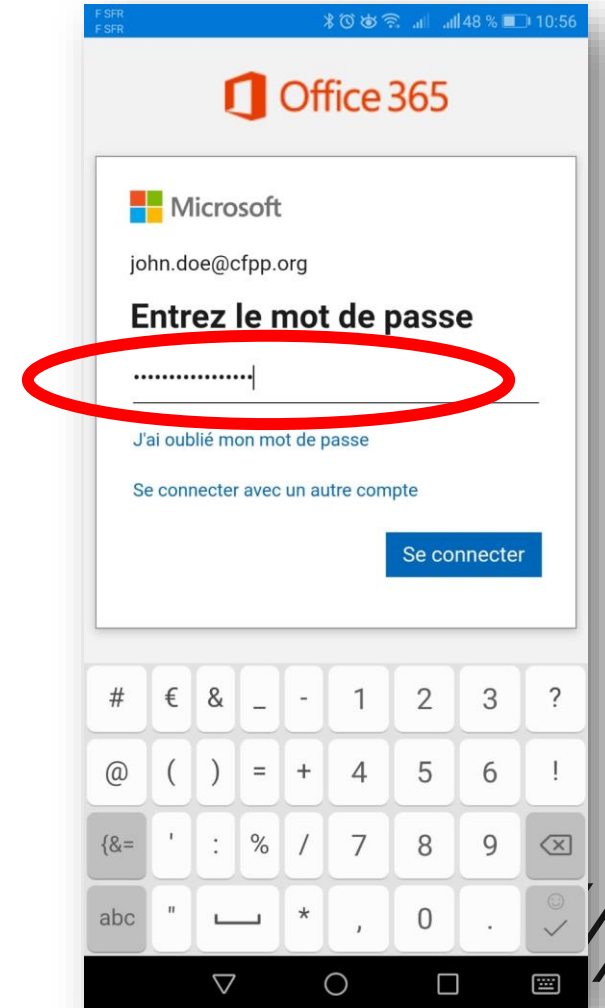 F SFR
F SFR
48 % 10:56
Office 365
Microsoft
john.doe@cfpp.org
Entrez le mot de passe
•••••••••••••••••
J'ai oublié mon mot de passe
Se connecter avec un autre compte
Se connecter
# € & _ - 1 2 3 ?
@ ( ) = + 4 5 6 !
{&= ' : % / 7 8 9
abc " * , 0 .